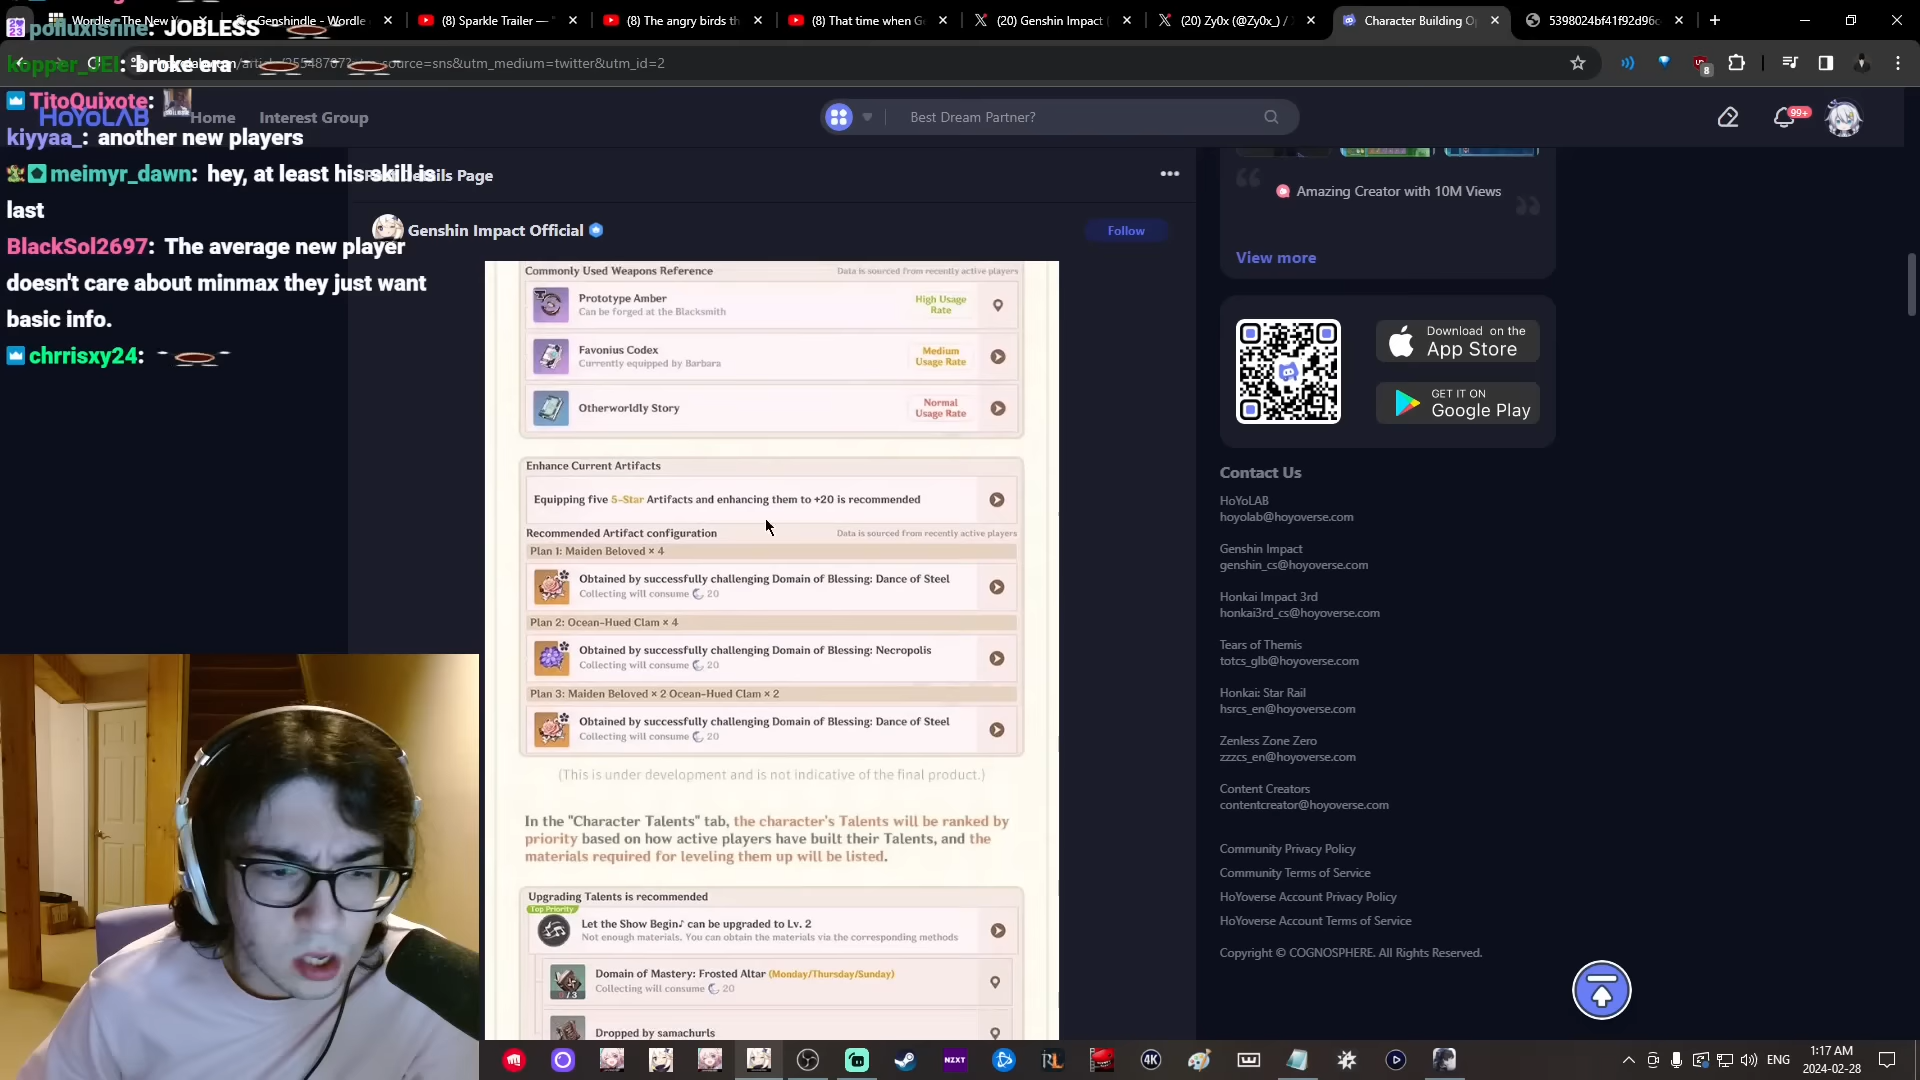 Wordle - The New Y
Genshindle - Wordle
(8) Sparkle Trailer — "
(8) The angry birds th
(8) That time when Ge
(20) Genshin Impact (
(20) Zy0x (@Zy0x_) /
Character Building Op
5398024bf41f92d96c
source=sns&utm_medium=twitter&utm_id=2
8
polluxisfine: JOBLESS
kopper_JEI: broke era
TitoQuixote:
kiyyaa_: another new players
meimyr_dawn: hey, at least his skill is
last
BlackSol2697: The average new player
doesn't care about minmax they just want
basic info.
chrrisxy24:
HOYOLAB
Home
Interest Group
Best Dream Partner?
99+
Details Page
Genshin Impact Official
Follow
Commonly Used Weapons Reference
Data is sourced from recently active players
Prototype Amber
Can be forged at the Blacksmith
High Usage
Rate
Favonius Codex
Currently equipped by Barbara
Medium
Usage Rate
Otherworldly Story
Normal
Usage Rate
Enhance Current Artifacts
Equipping five 5-Star Artifacts and enhancing them to +20 is recommended
Recommended Artifact configuration
Data is sourced from recently active players
Plan 1: Maiden Beloved × 4
Obtained by successfully challenging Domain of Blessing: Dance of Steel
Collecting will consume 20
Plan 2: Ocean-Hued Clam × 4
Obtained by successfully challenging Domain of Blessing: Necropolis
Collecting will consume 20
Plan 3: Maiden Beloved × 2 Ocean-Hued Clam × 2
Obtained by successfully challenging Domain of Blessing: Dance of Steel
Collecting will consume 20
(This is under development and is not indicative of the final product.)
In the "Character Talents" tab, the character's Talents will be ranked by
priority based on how active players have built their Talents, and the
materials required for leveling them up will be listed.
Upgrading Talents is recommended
Top Priority
Let the Show Begin♪ can be upgraded to Lv. 2
Not enough materials. You can obtain the materials via the corresponding methods
Domain of Mastery: Frosted Altar (Monday/Thursday/Sunday)
Collecting will consume 20
Dropped by samachurls
Amazing Creator with 10M Views
View more
Download on the
App Store
GET IT ON
Google Play
Contact Us
HoYoLAB
hoyolab@hoyoverse.com
Genshin Impact
genshin_cs@hoyoverse.com
Honkai Impact 3rd
honkai3rd_cs@hoyoverse.com
Tears of Themis
totcs_glb@hoyoverse.com
Honkai: Star Rail
hsrcs_en@hoyoverse.com
Zenless Zone Zero
zzzcs_en@hoyoverse.com
Content Creators
contentcreator@hoyoverse.com
Community Privacy Policy
Community Terms of Service
HoYoverse Account Privacy Policy
HoYoverse Account Terms of Service
Copyright © COGNOSPHERE. All Rights Reserved.
NZXT
RL
4K
ENG
1:17 AM
2024-02-28